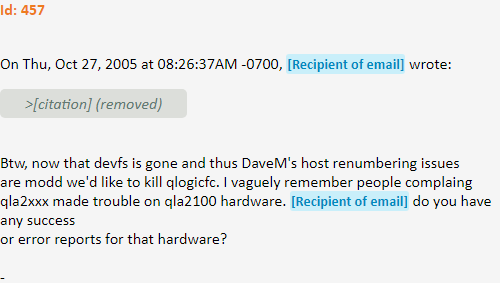 Id: 457
On Thu, Oct 27, 2005 at 08:26:37AM -0700, [Recipient of email] wrote:
>[citation] (removed)
Btw, now that devfs is gone and thus DaveM's host renumbering issues
are modd we'd like to kill qlogicfc. I vaguely remember people complaing
qla2xxx made trouble on qla2100 hardware. [Recipient of email] do you have
any success
or error reports for that hardware?
-